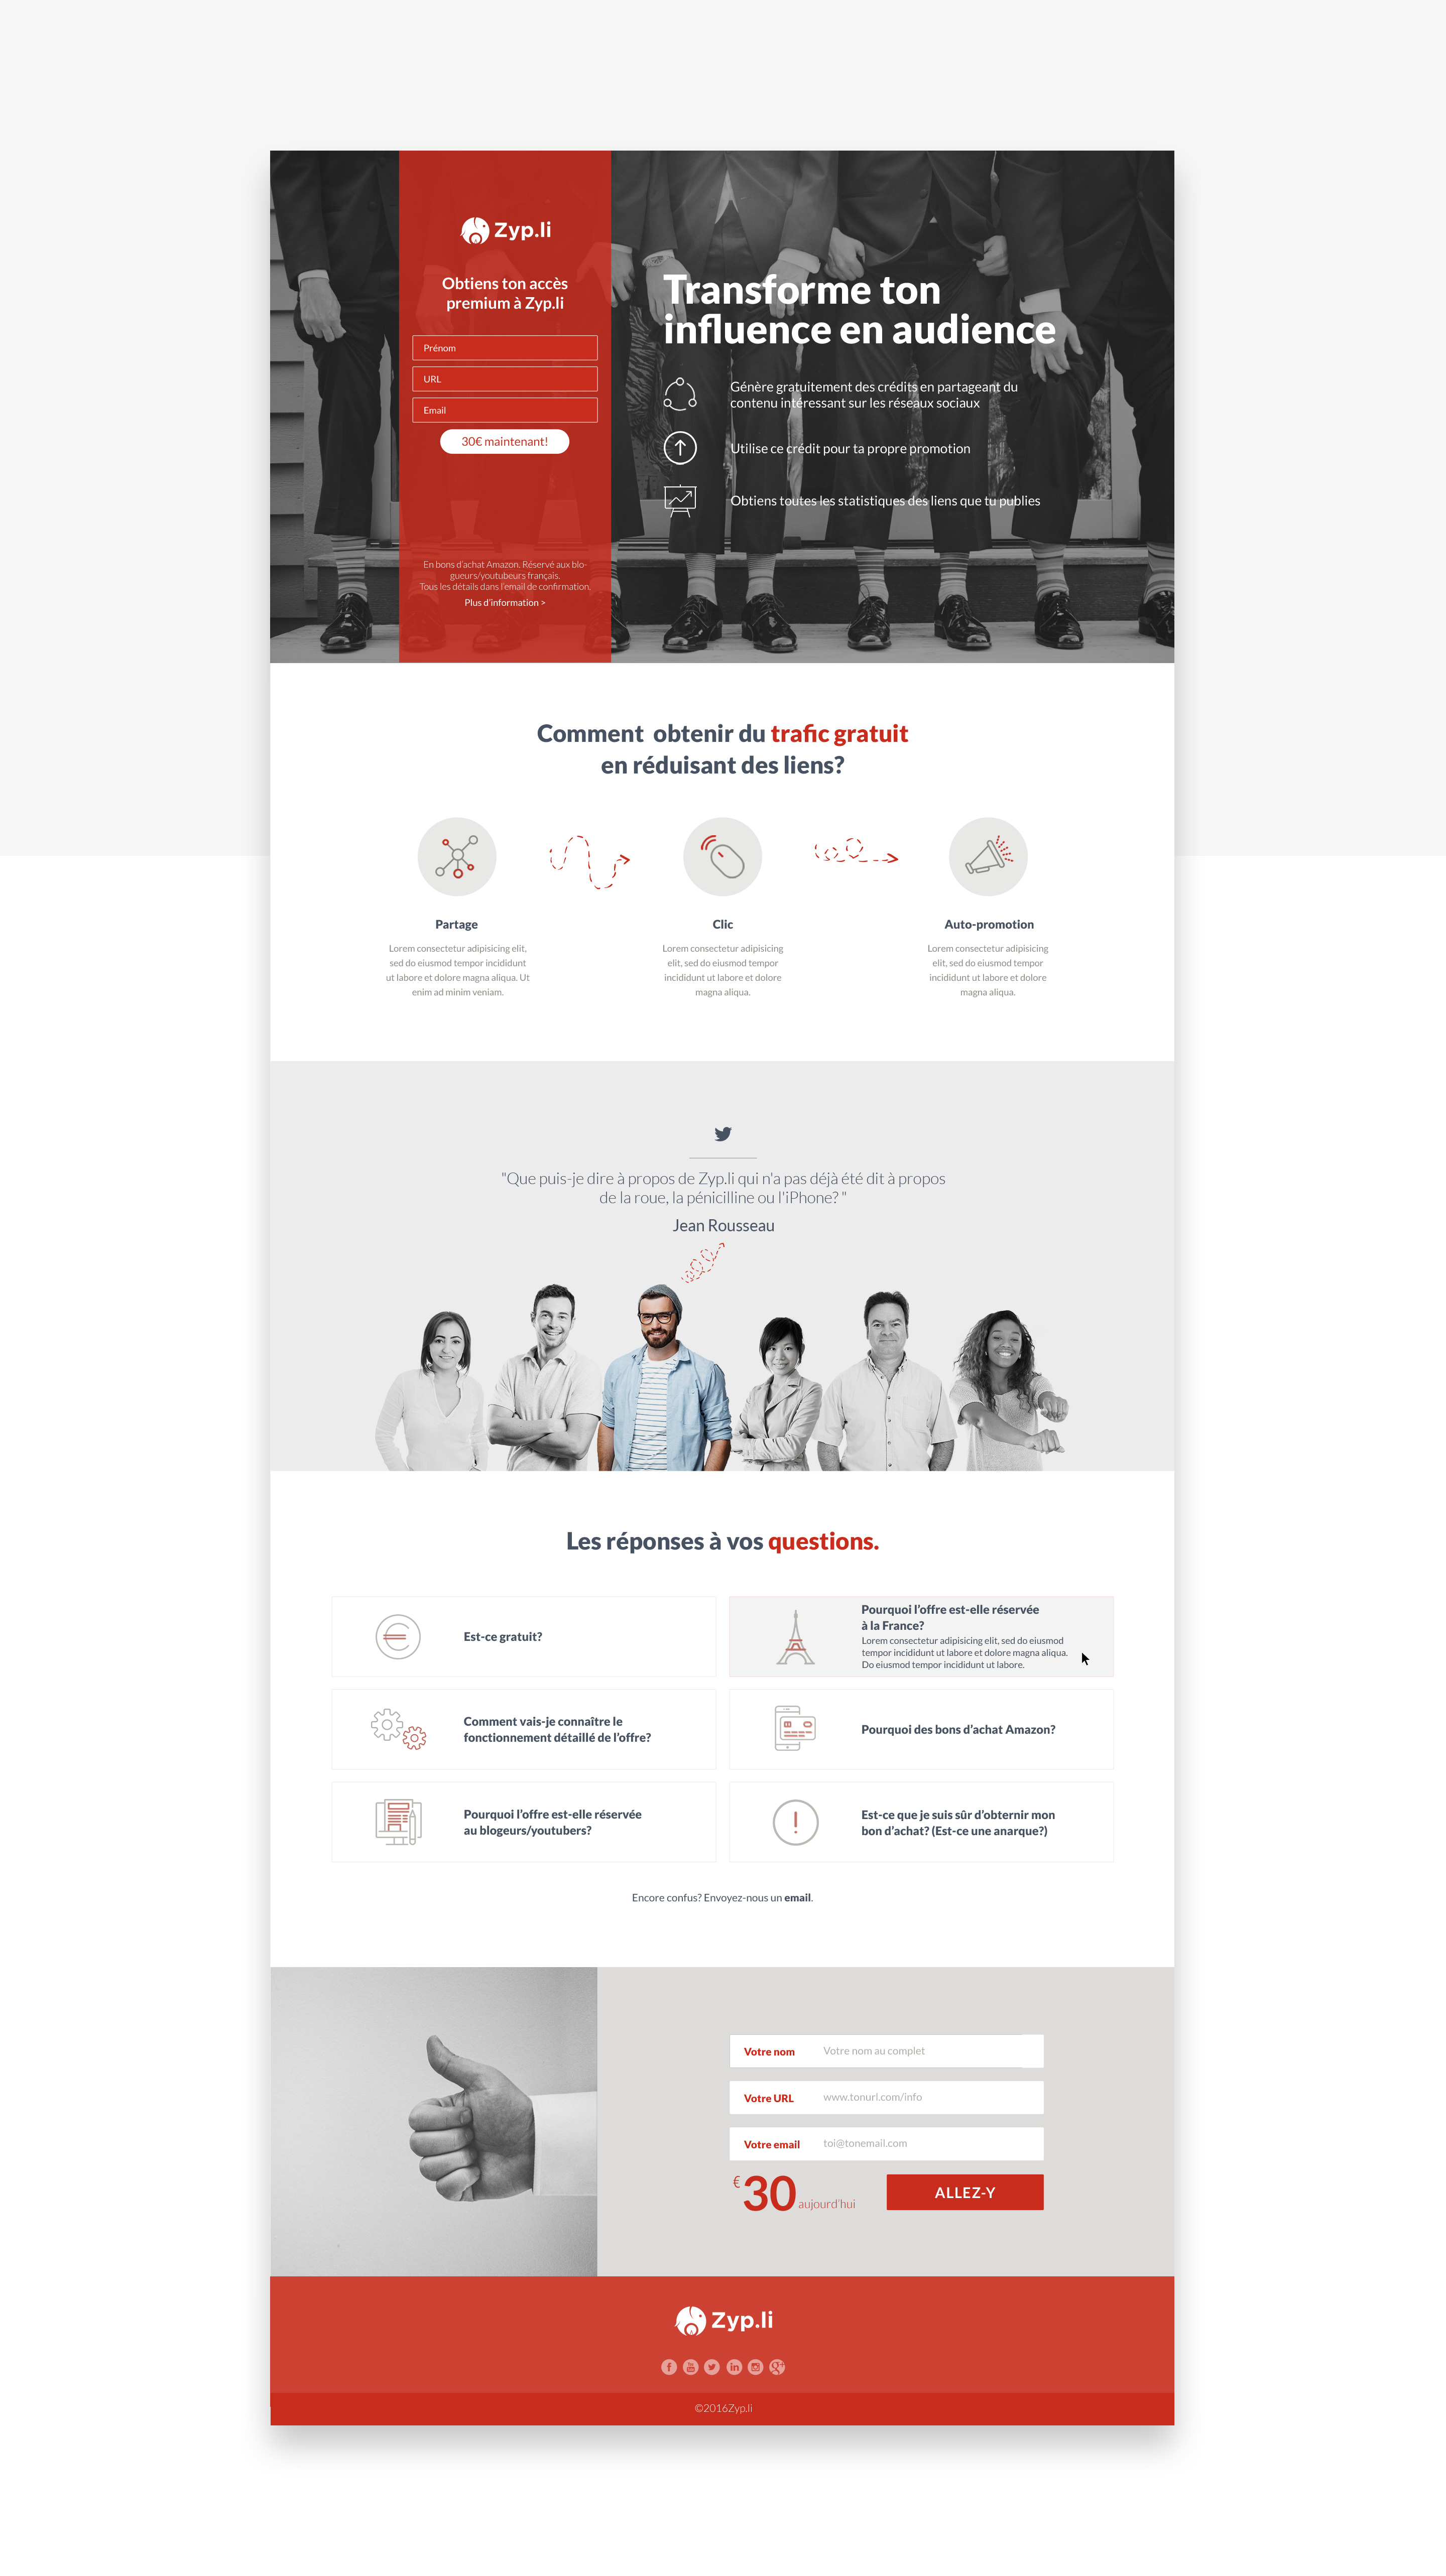 Zyp.li
Obtiens ton accès
premium à Zyp.li
Prénom
URL
Email
30€ maintenant!
En bons d'achat Amazon. Réservé aux blo-
gueurs/youtubeurs français.
Tous les détails dans l'email de confirmation.
Plus d'information >
Transforme ton
influence en audience
Génère gratuitement des crédits en partageant du
contenu intéressant sur les réseaux sociaux
Utilise ce crédit pour ta propre promotion
Obtiens toutes les statistiques des liens que tu publies
Comment obtenir du trafic gratuit
en réduisant des liens?
Partage
Lorem consectetur adipisicing elit,
sed do eiusmod tempor incididunt
ut labore et dolore magna aliqua. Ut
enim ad minim veniam.
Clic
Lorem consectetur adipisicing
elit, sed do eiusmod tempor
incididunt ut labore et dolore
magna aliqua.
Auto-promotion
Lorem consectetur adipisicing
elit, sed do eiusmod tempor
incididunt ut labore et dolore
magna aliqua.
"Que puis-je dire à propos de Zyp.li qui n'a pas déjà été dit à propos
de la roue, la pénicilline ou l'iPhone? "
Jean Rousseau
Les réponses à vos questions.
Est-ce gratuit?
Pourquoi l'offre est-elle réservée
à la France?
Lorem consectetur adipisicing elit, sed do eiusmod
tempor incididunt ut labore et dolore magna aliqua.
Do eiusmod tempor incididunt ut labore.
Comment vais-je connaître le
fonctionnement détaillé de l'offre?
Pourquoi des bons d'achat Amazon?
Pourquoi l'offre est-elle réservée
au blogeurs/youtubers?
Est-ce que je suis sûr d'obternir mon
bon d'achat? (Est-ce une anarque?)
Encore confus? Envoyez-nous un email.
Votre nom Votre nom au complet
Votre URL www.tonurl.com/info
Votre email toi@tonemail.com
€30 aujourd'hui
ALLEZ-Y
Zyp.li
©2016Zyp.li